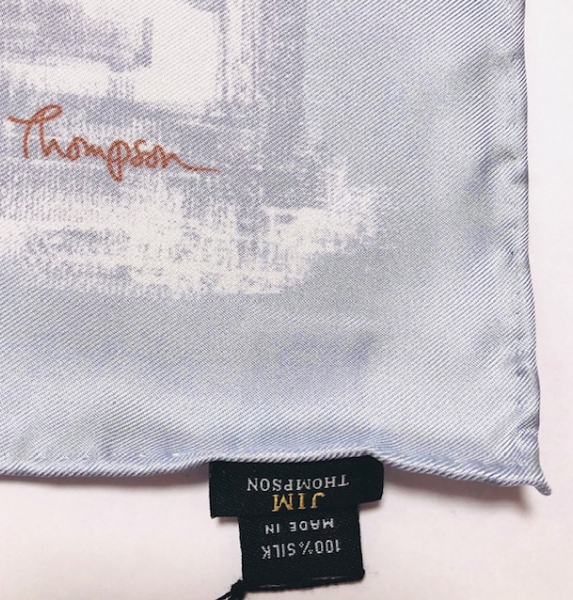 Thompson
JIM
THOMPSON
100% SILK
MADE IN